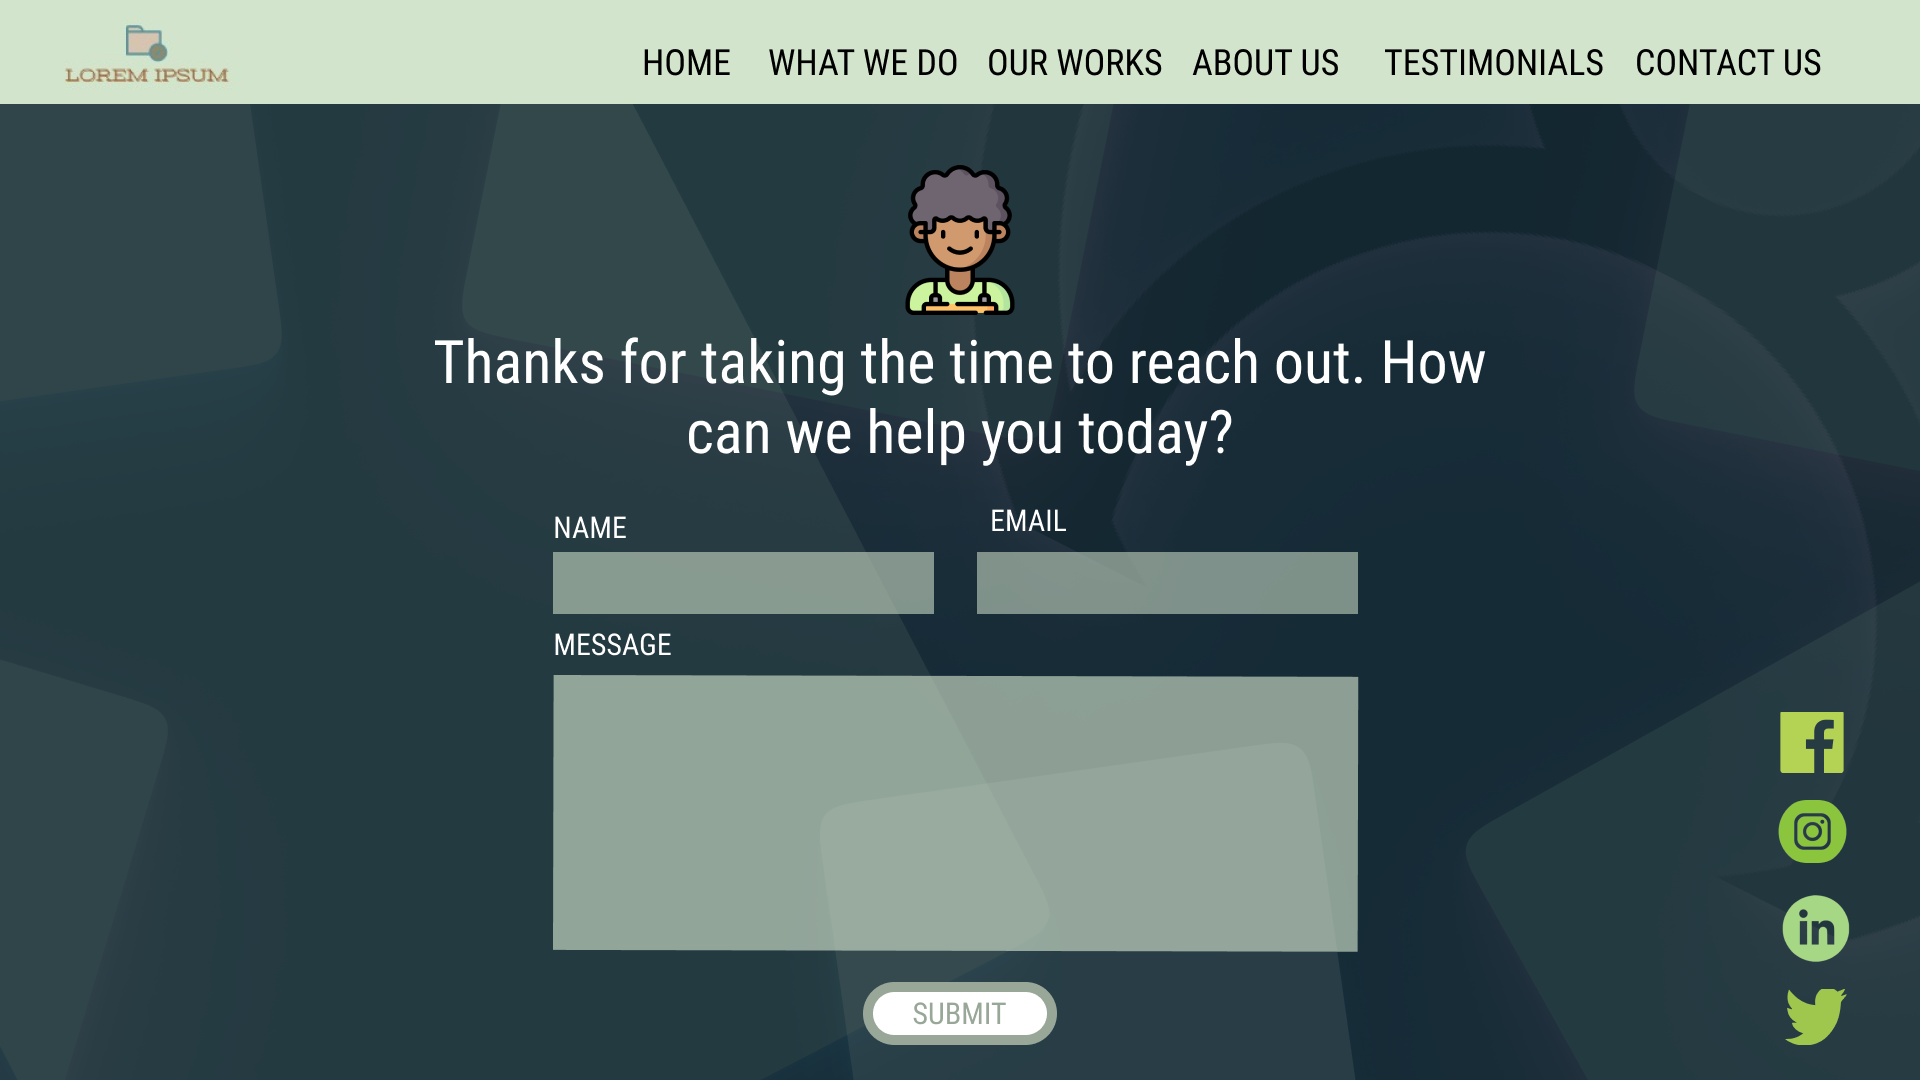 LOREM IPSUM
HOME WHAT WE DO OUR WORKS ABOUT US TESTIMONIALS CONTACT US
Thanks for taking the time to reach out. How
can we help you today?
NAME EMAIL
MESSAGE
in
SUBMIT